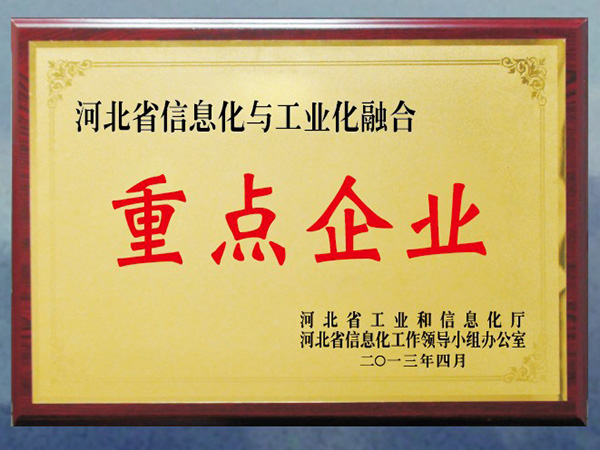 河北省信息化与工业化融合
重点企业
河北省工业和信息化厅
河北省信息化工作领导小组办公室
二〇一三年四月